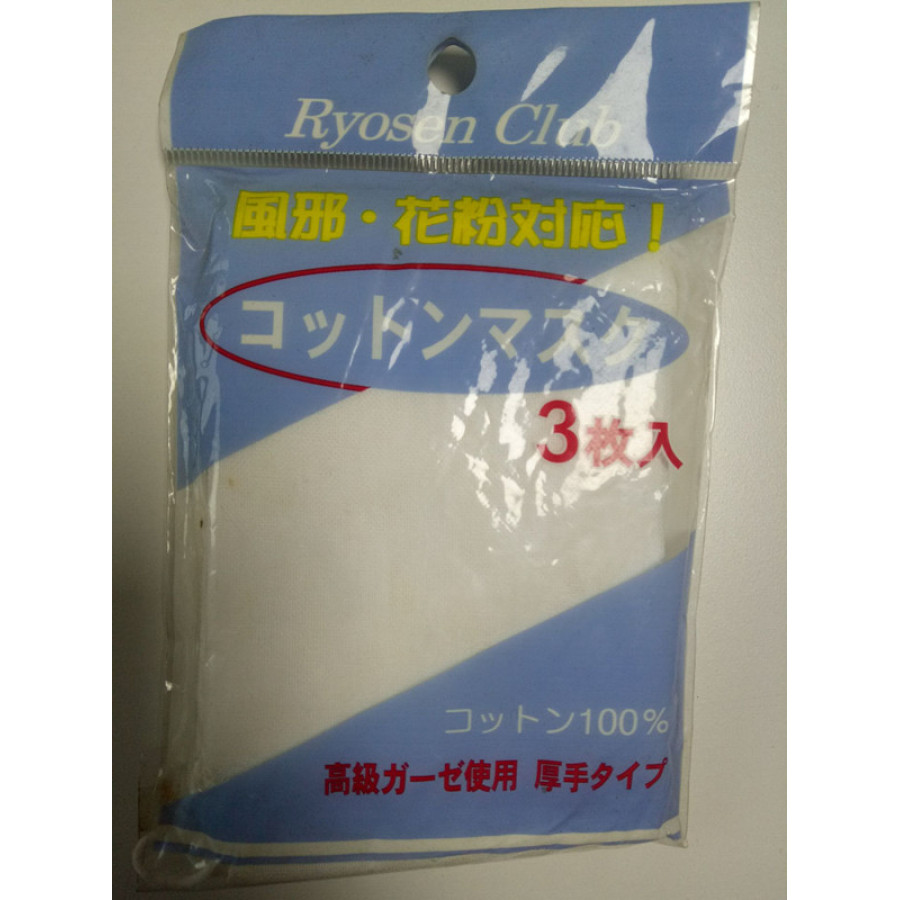 Ryosen Club
風邪・花粉対応！
コットンマスク
3枚入
コットン100%
高級ガーゼ使用 厚手タイプ